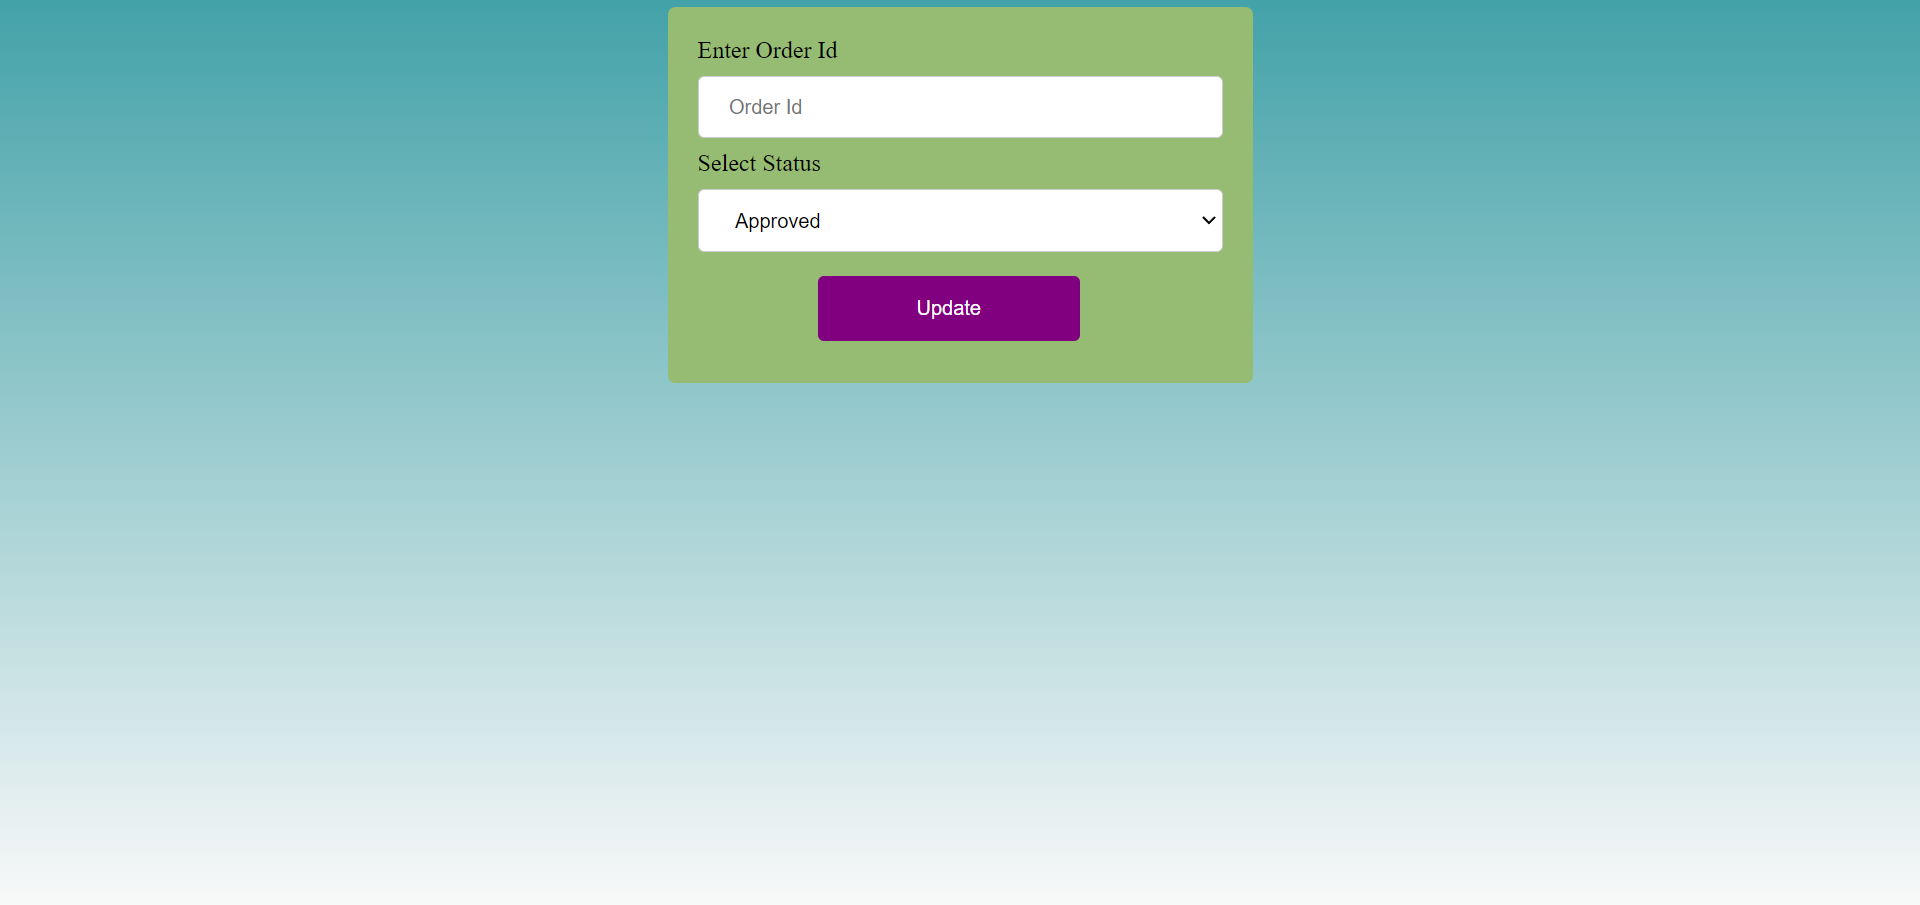 Enter Order Id
Order Id
Select Status
Approved
Update